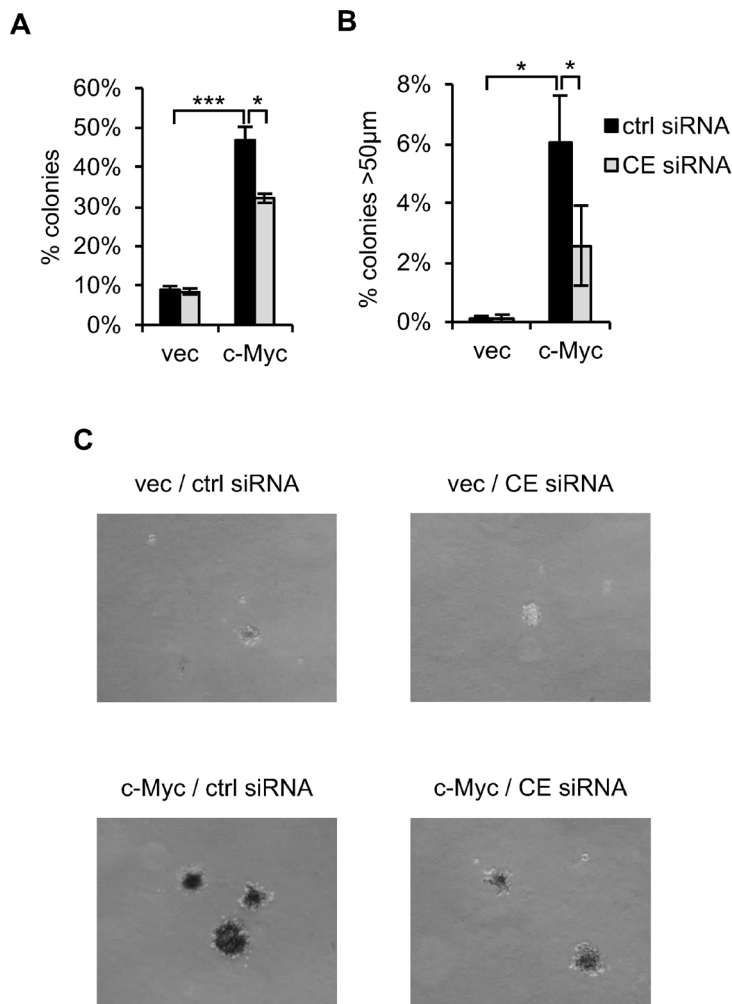 A
60%
50%
40%
30%
20%
10%
0%
% colonies
***
*
vec
c-Myc
B
8%
6%
4%
2%
0%
% colonies >50µm
*
*
vec
c-Myc
ctrl siRNA
CE siRNA
C
vec / ctrl siRNA
vec / CE siRNA
c-Myc / ctrl siRNA
c-Myc / CE siRNA